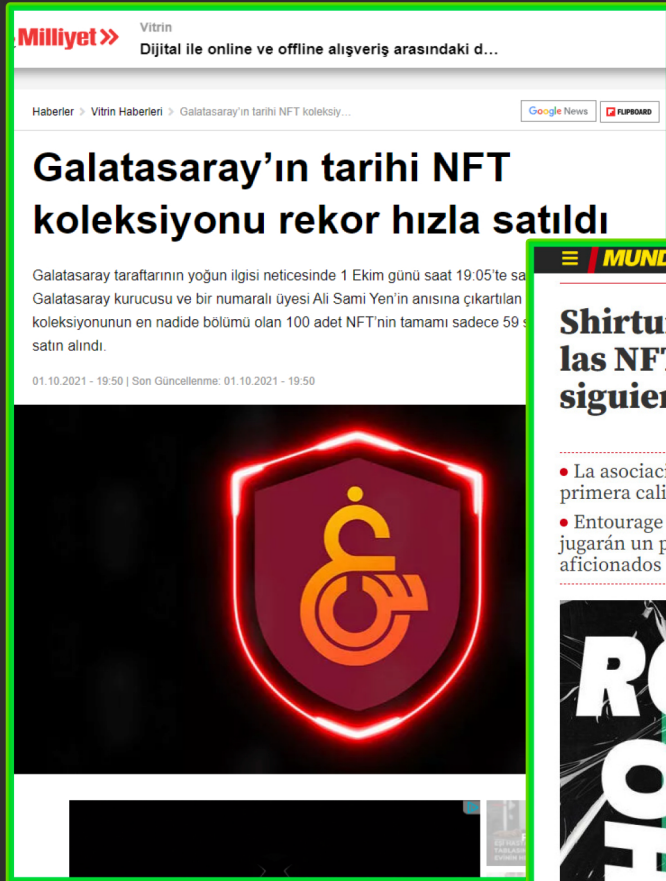 Milliyet
Vitrin
Dijital ile online ve offline alışveriş arasındaki d...
Haberler > Vitrin Haberleri > Galatasaray'ın tarihi NFT koleksiy...
Google News
FLIPBOARD
Galatasaray'ın tarihi NFT
koleksiyonu rekor hızla satıldı
Galatasaray taraftarının yoğun ilgisi neticesinde 1 Ekim günü saat 19:05'te sa
Galatasaray kurucusu ve bir numaralı üyesi Ali Sami Yen'in anısına çıkartılan
koleksiyonunun en nadide bölümü olan 100 adet NFT'nin tamamı sadece 59 s
satın alındı.
01.10.2021 - 19:50 | Son Güncellenme: 01.10.2021 - 19:50
MUND
Shirtu
las NF
siguier
• La asociaci
primera cali
• Entourage
jugarán un p
aficionados
RO
HO